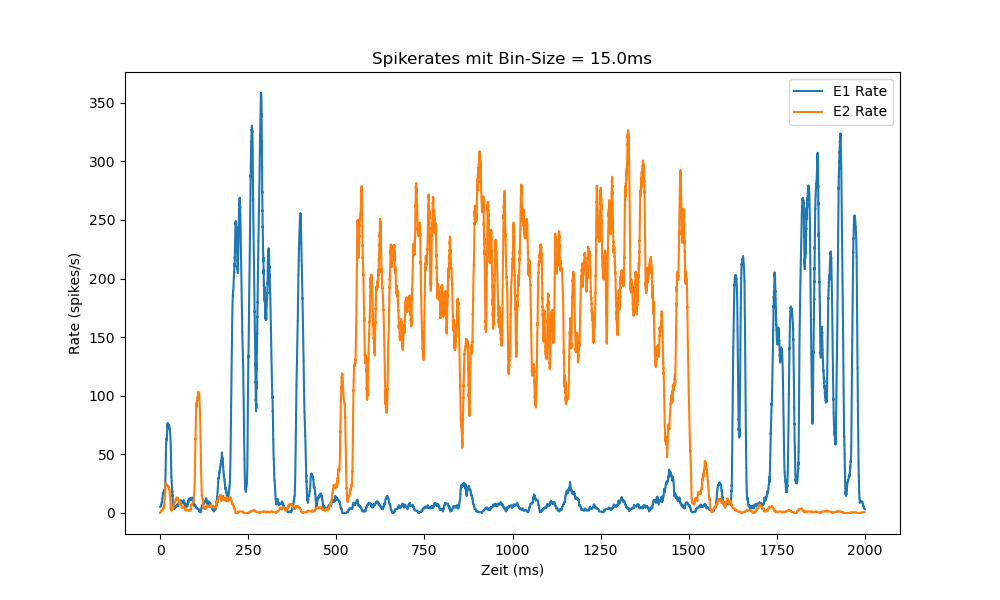 Spikerates mit Bin-Size = 15.0ms
E1 Rate
E2 Rate
350
300
250
200
150
100
50
0
Rate (spikes/s)
0 250 500 750 1000 1250 1500 1750 2000
Zeit (ms)